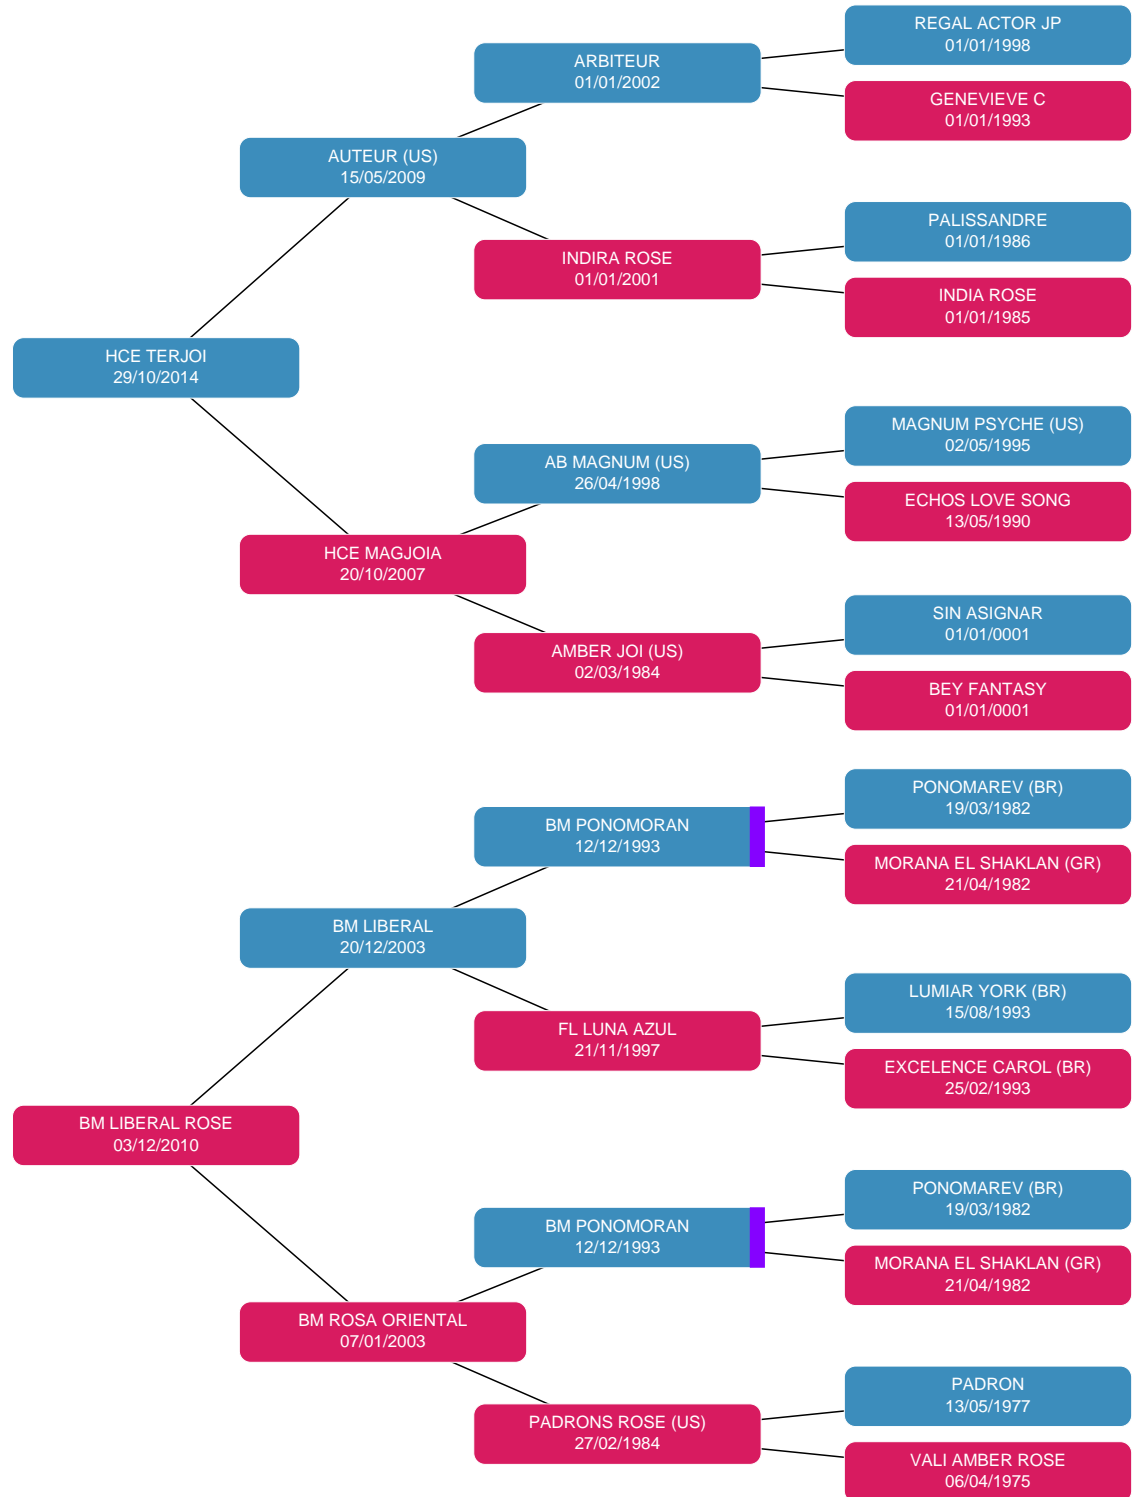 REGAL ACTOR JP
01/01/1998
ARBITEUR
01/01/2002
GENEVIEVE C
01/01/1993
AUTEUR (US)
15/05/2009
PALISSANDRE
01/01/1986
INDIRA ROSE
01/01/2001
INDIA ROSE
01/01/1985
HCE TERJOI
29/10/2014
MAGNUM PSYCHE (US)
02/05/1995
AB MAGNUM (US)
26/04/1998
ECHOS LOVE SONG
13/05/1990
HCE MAGJOIA
20/10/2007
SIN ASIGNAR
01/01/0001
AMBER JOI (US)
02/03/1984
BEY FANTASY
01/01/0001
PONOMAREV (BR)
19/03/1982
BM PONOMORAN
12/12/1993
MORANA EL SHAKLAN (GR)
21/04/1982
BM LIBERAL
20/12/2003
LUMIAR YORK (BR)
15/08/1993
FL LUNA AZUL
21/11/1997
EXCELENCE CAROL (BR)
25/02/1993
BM LIBERAL ROSE
03/12/2010
PONOMAREV (BR)
19/03/1982
BM PONOMORAN
12/12/1993
MORANA EL SHAKLAN (GR)
21/04/1982
BM ROSA ORIENTAL
07/01/2003
PADRON
13/05/1977
PADRONS ROSE (US)
27/02/1984
VALI AMBER ROSE
06/04/1975